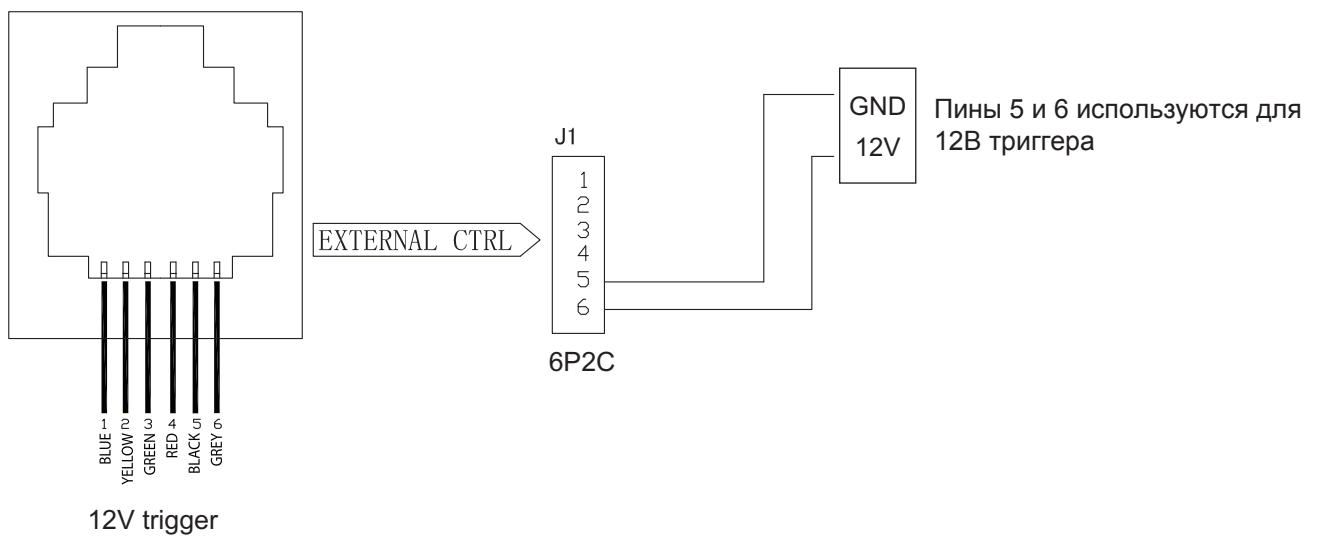 GND
12V
Пины 5 и 6 используются для
12В триггера
J1
1
2
3
4
5
6
EXTERNAL CTRL
6P2C
1 2 3 4 5 6
BLUE YELLOW GREEN RED BLACK GREY
12V trigger